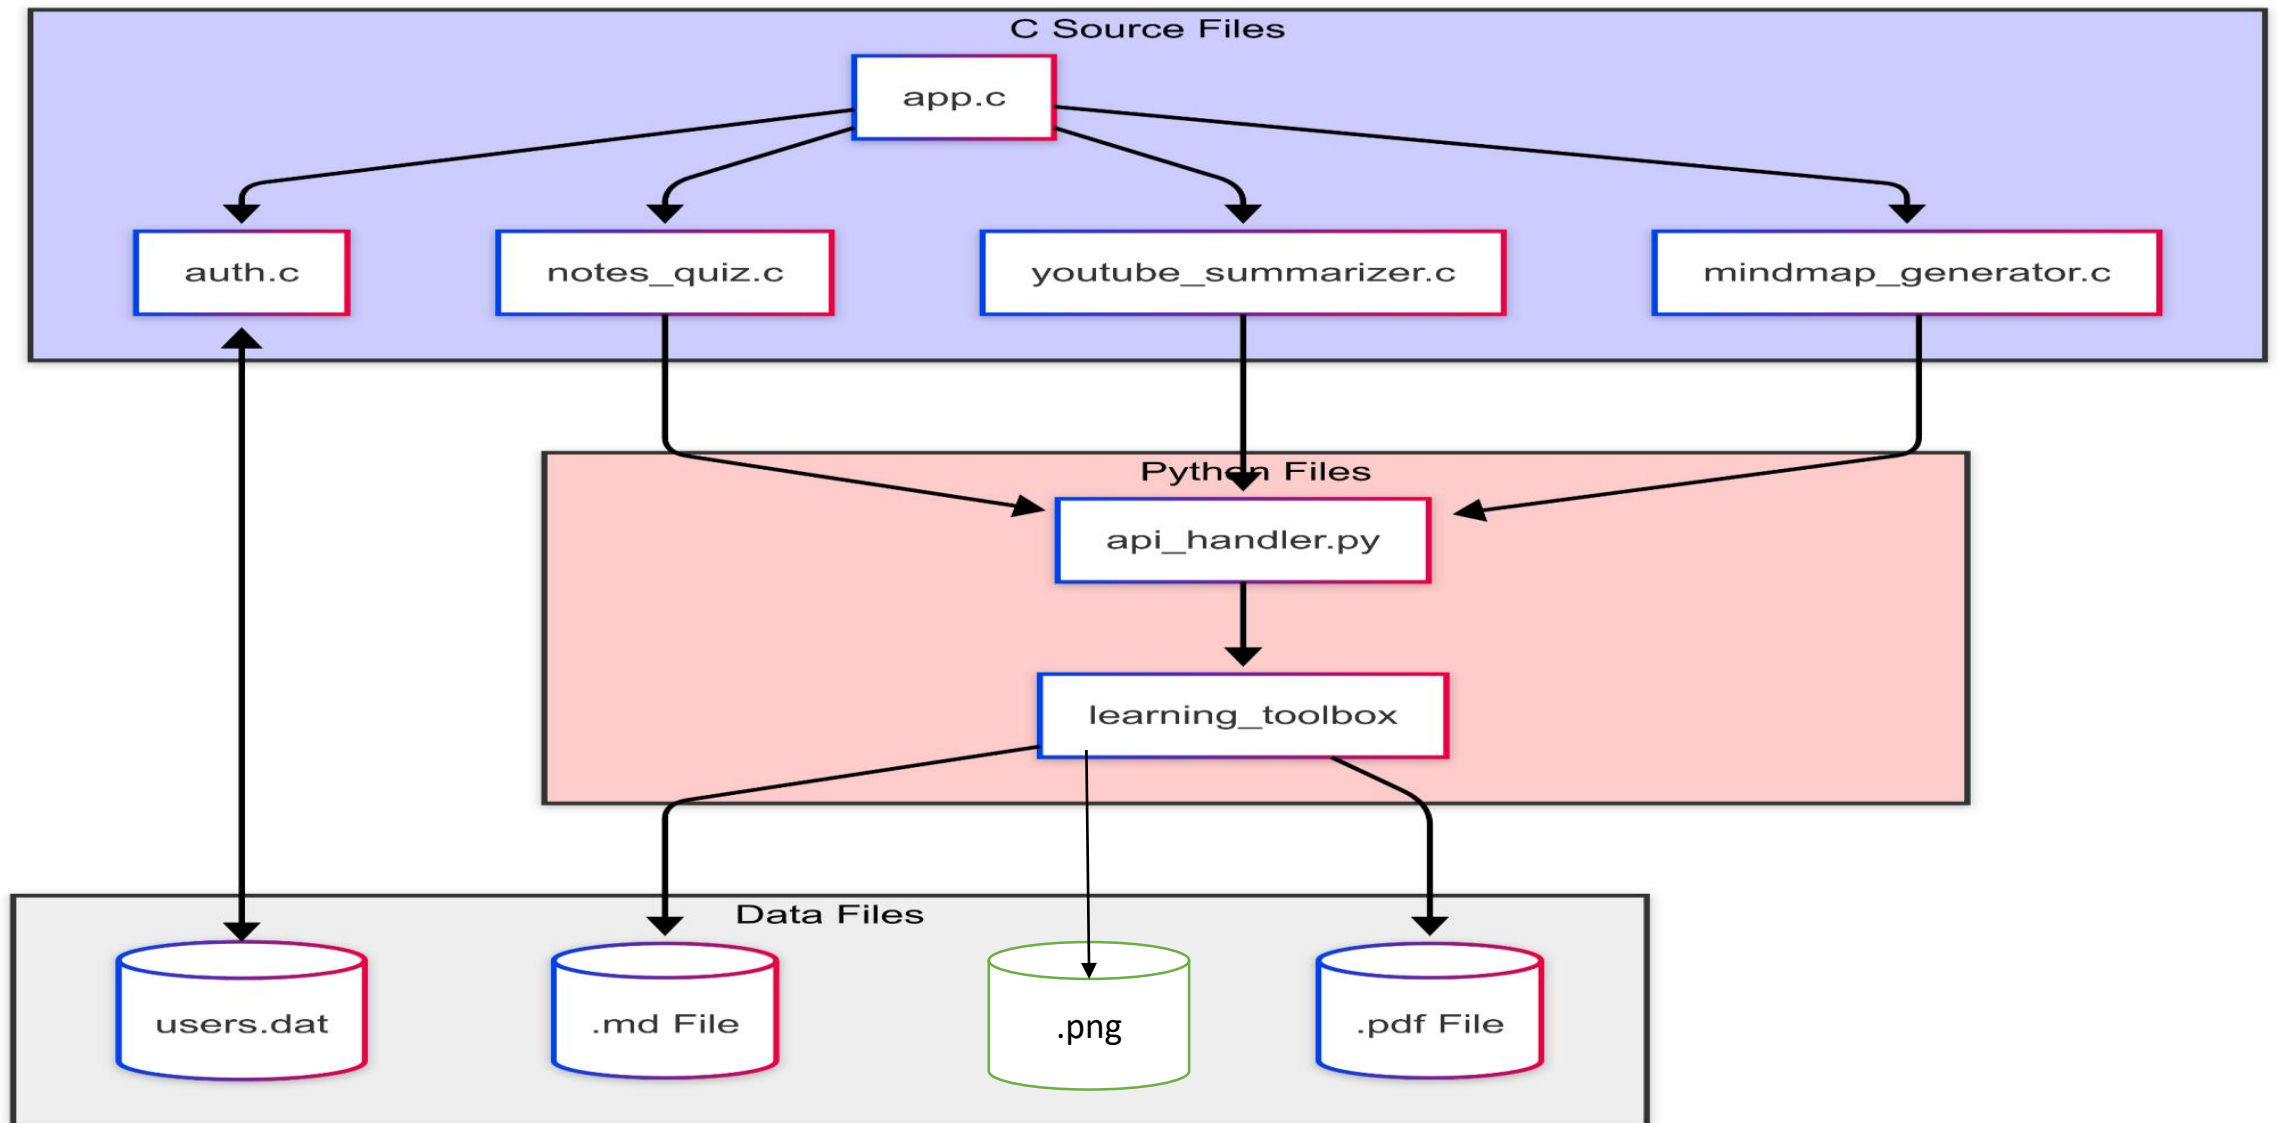 C Source Files
app.c
auth.c
notes_quiz.c
youtube_summarizer.c
mindmap_generator.c
Python Files
api_handler.py
learning_toolbox
Data Files
users.dat
.md File
.png
.pdf File